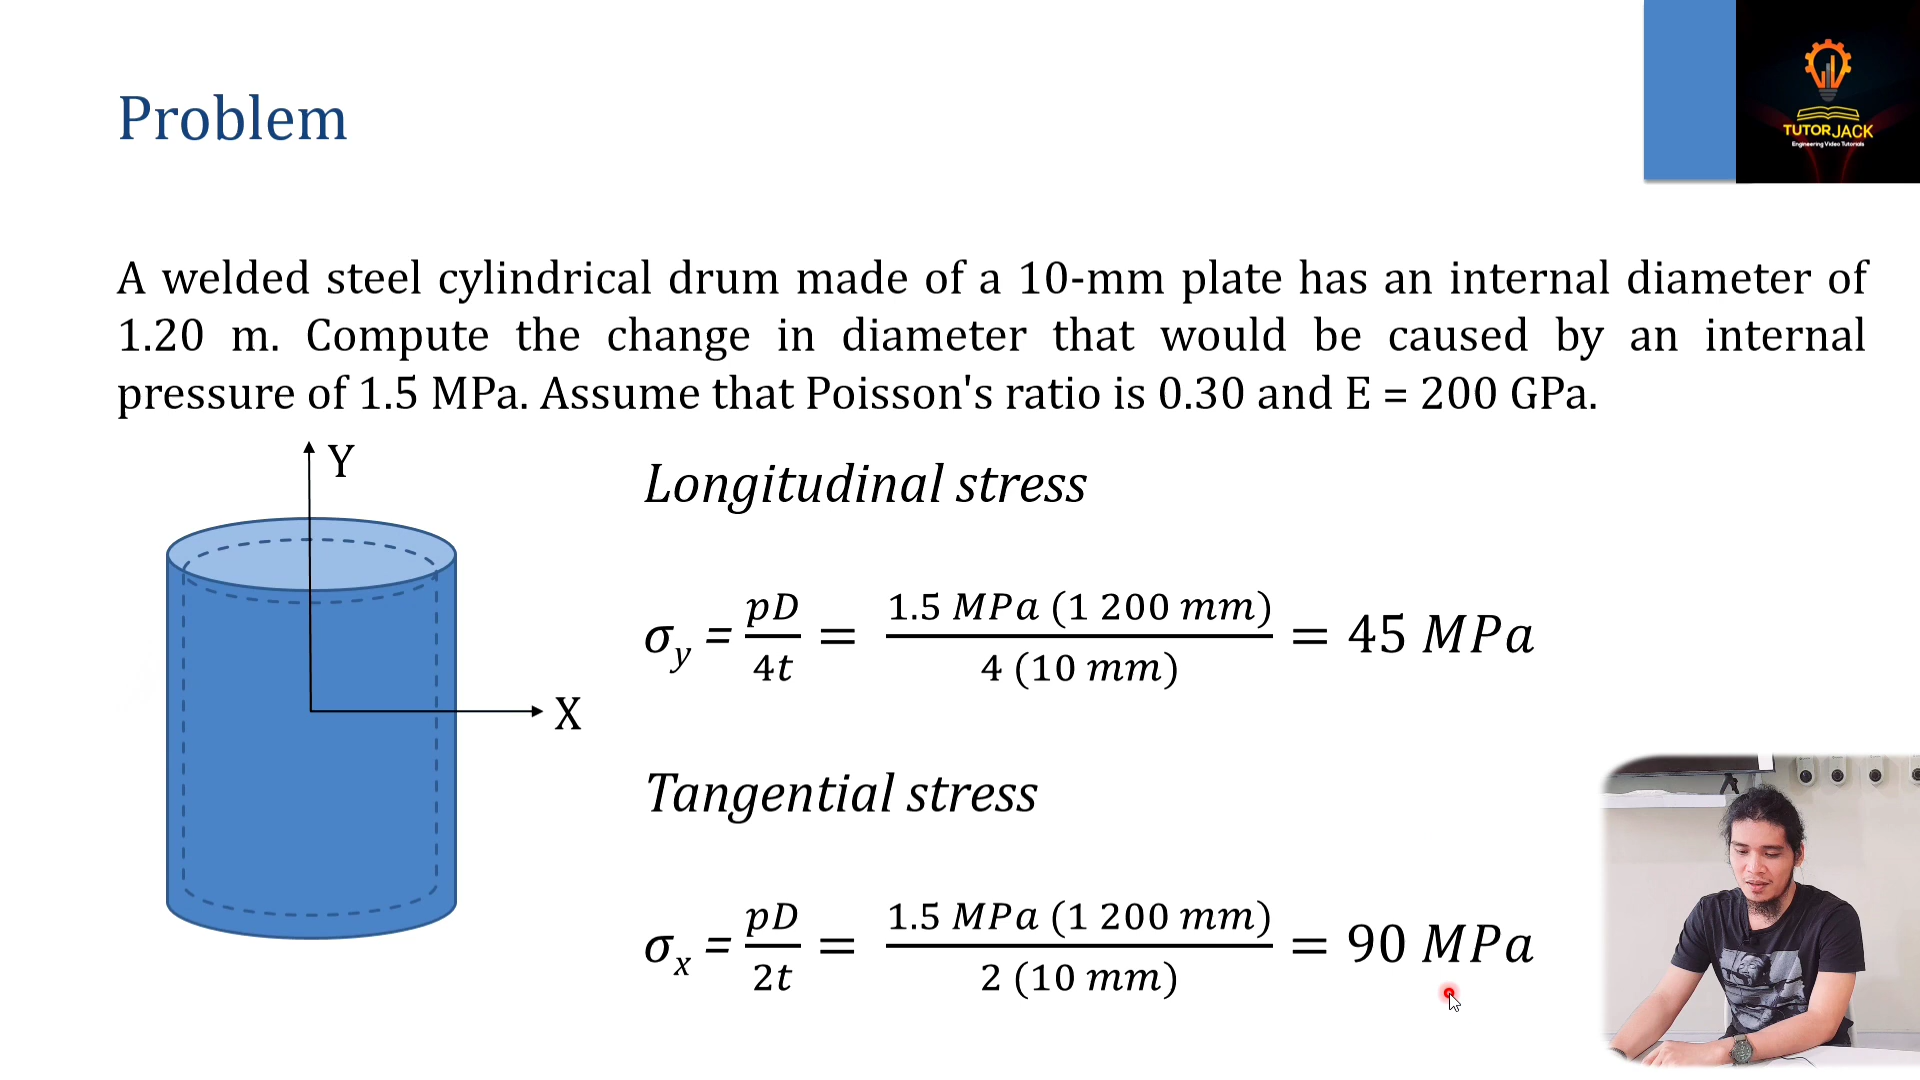 Problem
TUTORJACK
Engineering Video Tutorials
A welded steel cylindrical drum made of a 10-mm plate has an internal diameter of
1.20 m. Compute the change in diameter that would be caused by an internal
pressure of 1.5 MPa. Assume that Poisson's ratio is 0.30 and E = 200 GPa.
Y
X
Longitudinal stress
σy = pD/4t = 1.5 MPa (1 200 mm)/4 (10 mm) = 45 MPa
Tangential stress
σx = pD/2t = 1.5 MPa (1 200 mm)/2 (10 mm) = 90 MPa